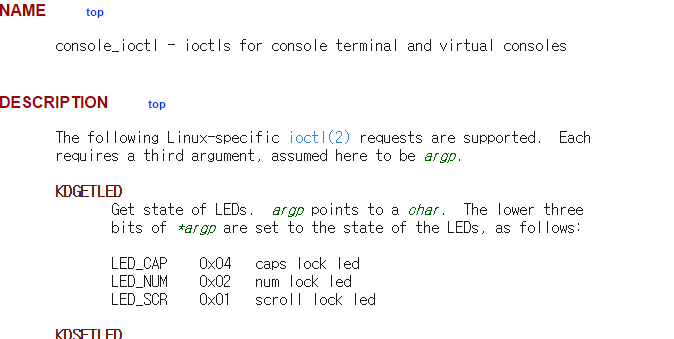 NAME top
console_ioctl - ioctls for console terminal and virtual consoles
DESCRIPTION top
The following Linux-specific ioctl(2) requests are supported. Each
requires a third argument, assumed here to be argp.
KDGETLED
Get state of LEDs. argp points to a char. The lower three
bits of *argp are set to the state of the LEDs, as follows:
LED_CAP 0x04 caps lock led
LED_NUM 0x02 num lock led
LED_SCR 0x01 scroll lock led
KDSETLED